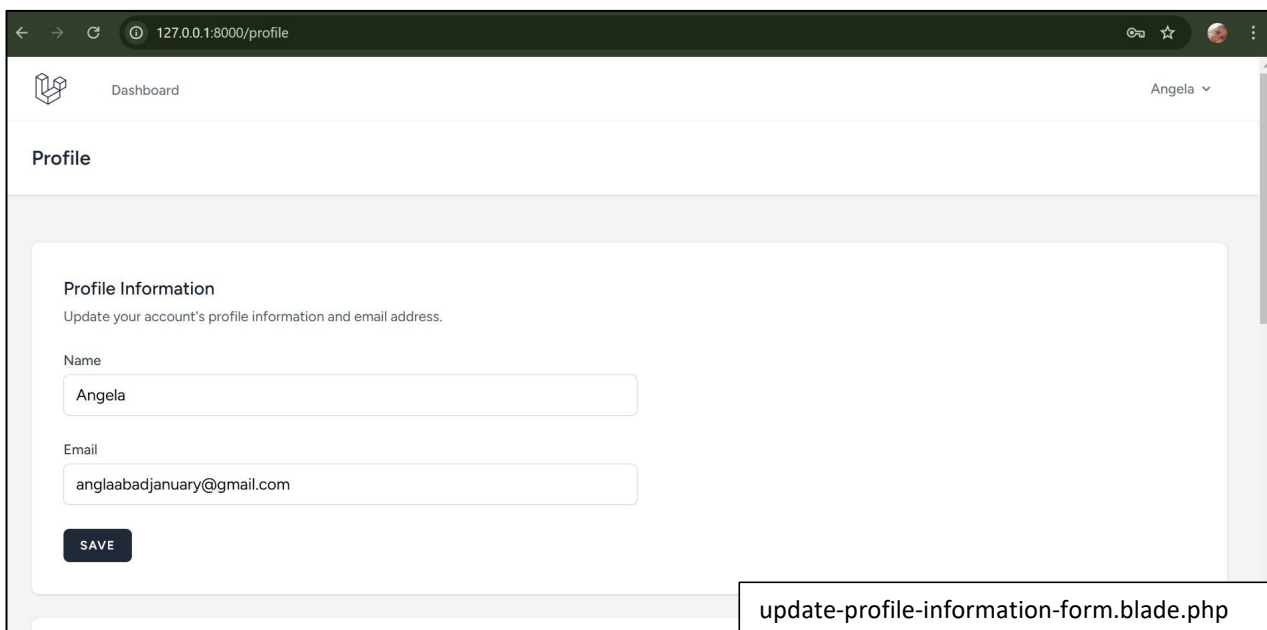 127.0.0.1:8000/profile
Dashboard
Angela
Profile
Profile Information
Update your account's profile information and email address.
Name
Angela
Email
anglaabadjanuary@gmail.com
SAVE
update-profile-information-form.blade.php